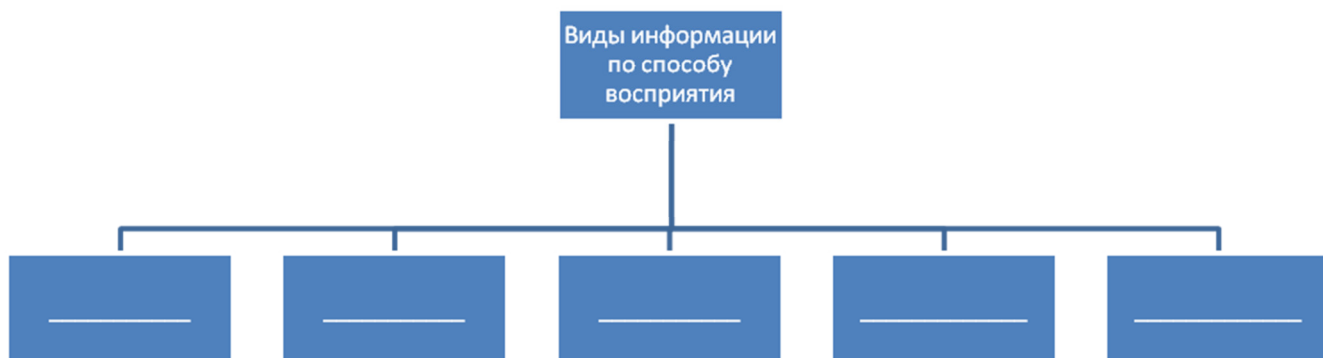 Виды информации
по способу
восприятия